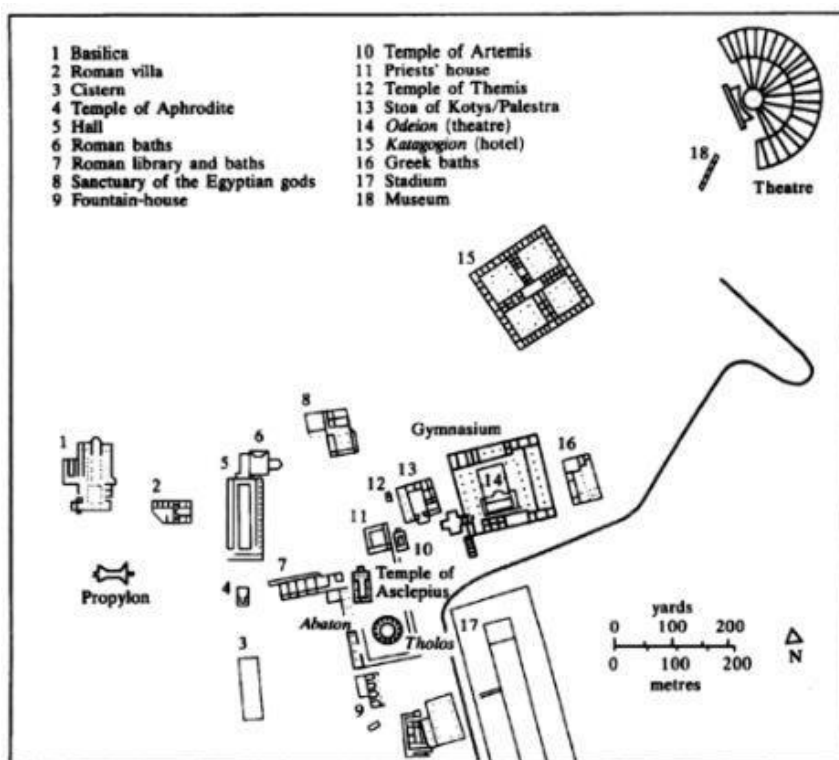 1 Basilica
2 Roman villa
3 Cistern
4 Temple of Aphrodite
5 Hall
6 Roman baths
7 Roman library and baths
8 Sanctuary of the Egyptian gods
9 Fountain-house
10 Temple of Artemis
11 Priests' house
12 Temple of Themis
13 Stoa of Kotys/Palestra
14 Odeion (theatre)
15 Katagogion (hotel)
16 Greek baths
17 Stadium
18 Museum
18
Theatre
15
8
Gymnasium
1
6
5
16
2
13
12
14
11
10
7
Temple of
Asclepius
Propylon
4
Abaton
Tholos
17
3
9
yards
0 100 200
0 100 200
metres
N